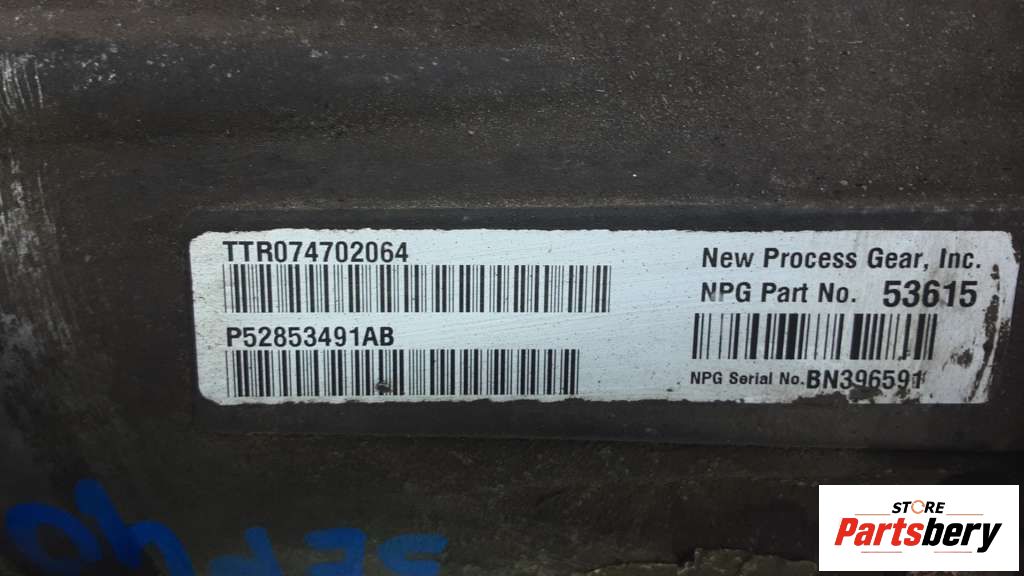 TTR074702064
P52853491AB
New Process Gear, Inc.
NPG Part No. 53615
NPG Serial No. BN396591
STORE
Partsbery